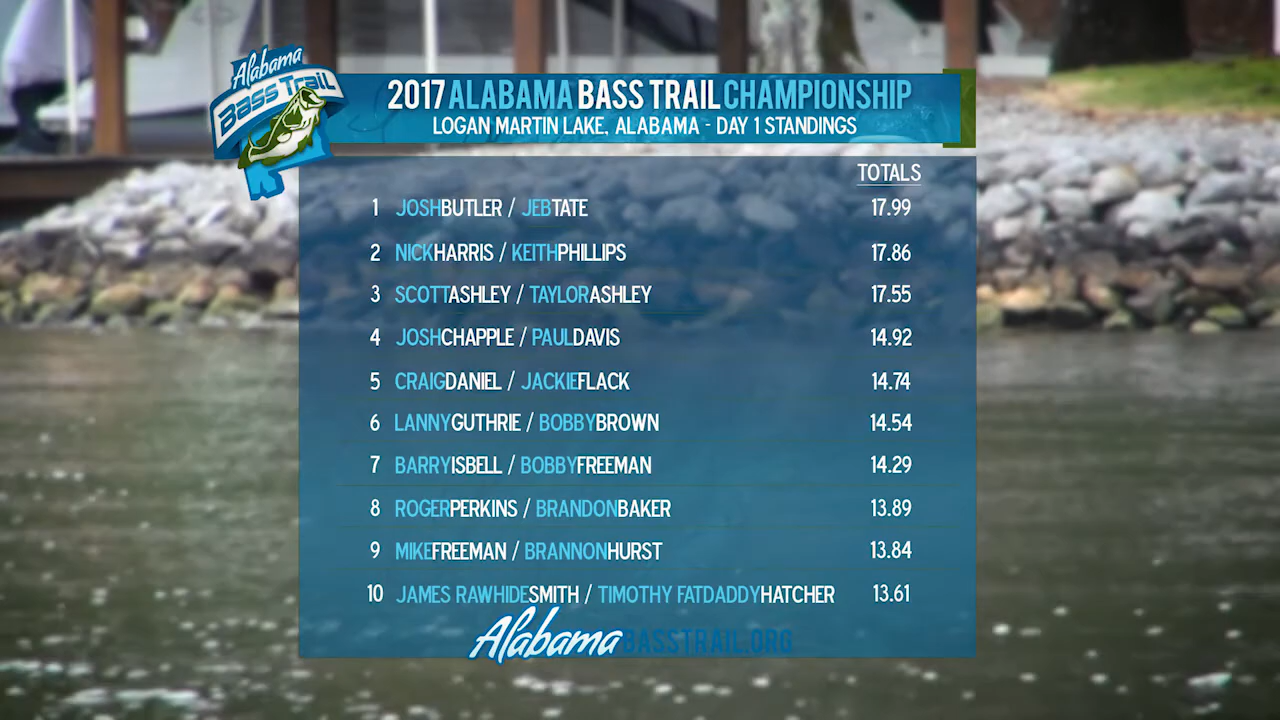 Alabama
Bass Trail
2017 ALABAMA BASS TRAIL CHAMPIONSHIP
LOGAN MARTIN LAKE, ALABAMA - DAY 1 STANDINGS
TOTALS
1 JOSHBUTLER / JEBTATE 17.99
2 NICKHARRIS / KEITHPHILLIPS 17.86
3 SCOTTASHLEY / TAYLORASHLEY 17.55
4 JOSHCHAPPLE / PAULDAVIS 14.92
5 CRAIGDANIEL / JACKIEFLACK 14.74
6 LANNYGUTHRIE / BOBBYBROWN 14.54
7 BARRYISBELL / BOBBYFREEMAN 14.29
8 ROGERPERKINS / BRANDONBAKER 13.89
9 MIKEFREEMAN / BRANNONHURST 13.84
10 JAMES RAWHIDESMITH / TIMOTHY FATDADDYHATCHER 13.61
AlabamaBASSTRAIL.ORG